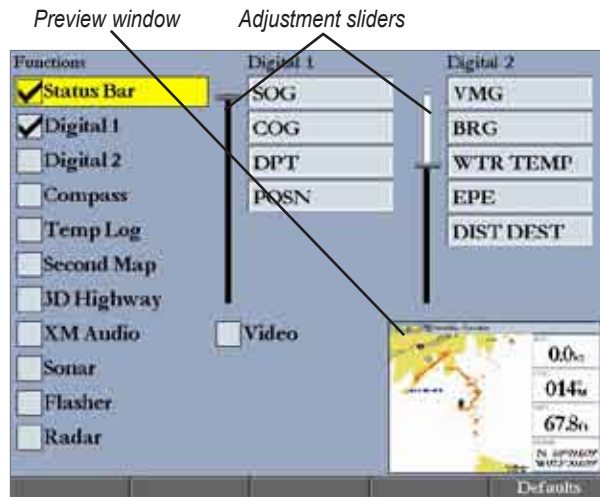 Preview window
Adjustment sliders
Functions
Digital 1
Digital 2
Status Bar
SOG
VMG
Digital 1
COG
BRG
Digital 2
DPT
WTR TEMP
Compass
POSN
EPE
Temp Log
DIST DEST
Second Map
3D Highway
XM Audio
Video
Sonar
Flasher
Radar
0.0
014
67.8
Defaults